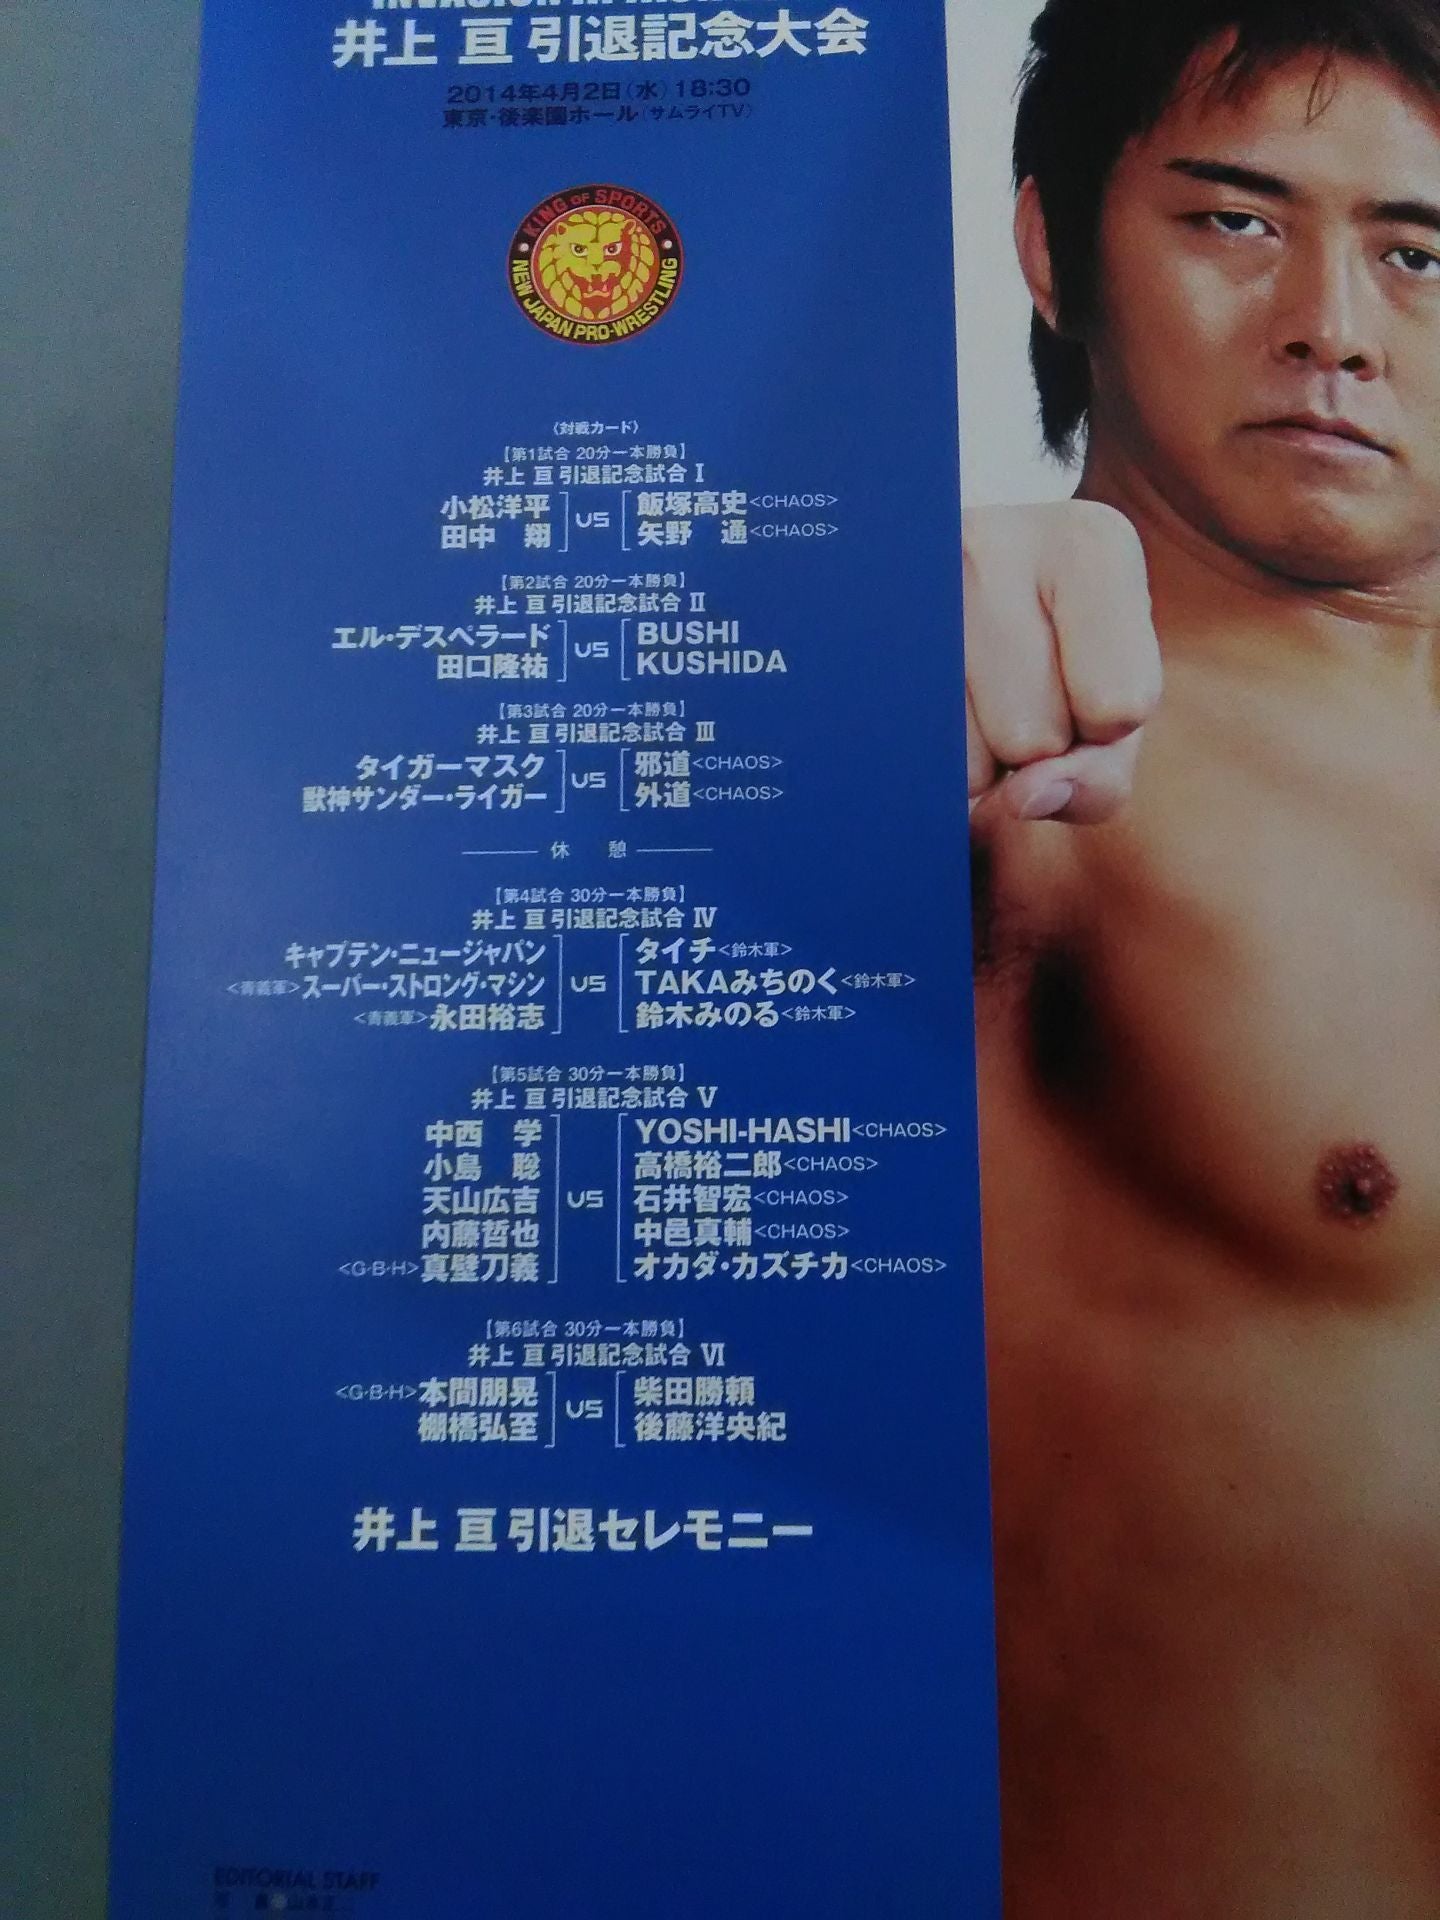 井上 亘 引退記念大会
2014年4月2日(水)18:30
東京・後楽園ホール(サムライTV)
KING OF SPORTS
NEW JAPAN PRO-WRESTLING
〈対戦カード〉
【第1試合 20分一本勝負】
井上 亘 引退記念試合 Ⅰ
小松洋平 VS 飯塚高史<CHAOS>
田中 翔 矢野 通<CHAOS>
【第2試合 20分一本勝負】
井上 亘 引退記念試合 Ⅱ
エル・デスペラード VS BUSHI
田口隆祐 KUSHIDA
【第3試合 20分一本勝負】
井上 亘 引退記念試合 Ⅲ
タイガーマスク VS 邪道<CHAOS>
獣神サンダー・ライガー 外道<CHAOS>
休 憩
【第4試合 30分一本勝負】
井上 亘 引退記念試合 Ⅳ
キャプテン・ニュージャパン タイチ<鈴木軍>
<青義軍>スーパー・ストロング・マシン VS TAKAみちのく<鈴木軍>
<青義軍>永田裕志 鈴木みのる<鈴木軍>
【第5試合 30分一本勝負】
井上 亘 引退記念試合 Ⅴ
中西 学 YOSHI-HASHI<CHAOS>
小島 聡 高橋裕二郎<CHAOS>
天山広吉 VS 石井智宏<CHAOS>
内藤哲也 中邑真輔<CHAOS>
<G・B・H>真壁刀義 オカダ・カズチカ<CHAOS>
【第6試合 30分一本勝負】
井上 亘 引退記念試合 Ⅵ
<G・B・H>本間朋晃 VS 柴田勝頼
棚橋弘至 後藤洋央紀
井上 亘 引退セレモニー
EDITORIAL STAFF